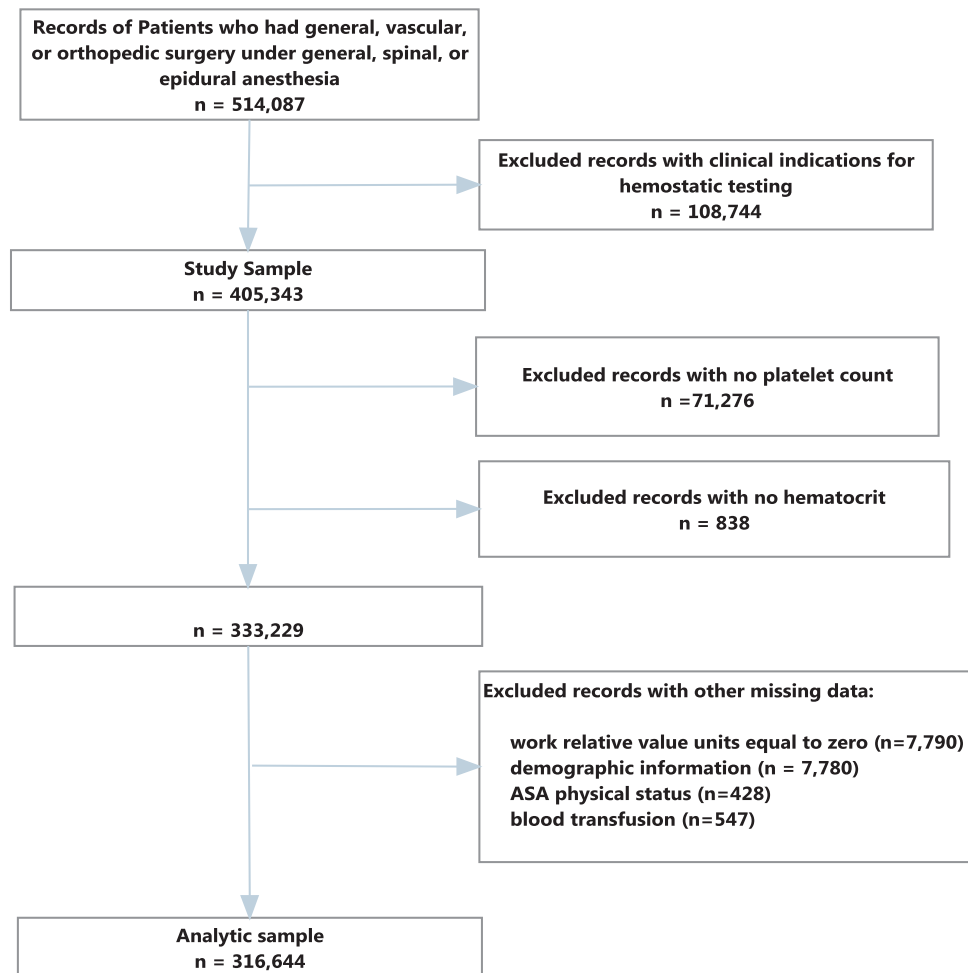 Records of Patients who had general, vascular,
or orthopedic surgery under general, spinal, or
epidural anesthesia
n = 514,087
Excluded records with clinical indications for
hemostatic testing
n = 108,744
Study Sample
n = 405,343
Excluded records with no platelet count
n =71,276
Excluded records with no hematocrit
n = 838
n = 333,229
Excluded records with other missing data:
work relative value units equal to zero (n=7,790)
demographic information (n = 7,780)
ASA physical status (n=428)
blood transfusion (n=547)
Analytic sample
n = 316,644